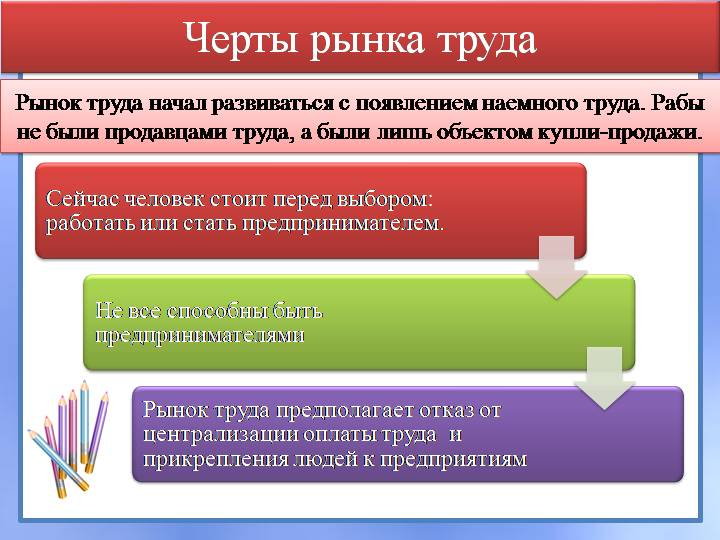 Черты рынка труда
Рынок труда начал развиваться с появлением наемного труда. Рабы
не были продавцами труда, а были лишь объектом купли-продажи.
Сейчас человек стоит перед выбором:
работать или стать предпринимателем.
Не все способны быть
предпринимателями
Рынок труда предполагает отказ от
централизации оплаты труда и
прикрепления людей к предприятиям